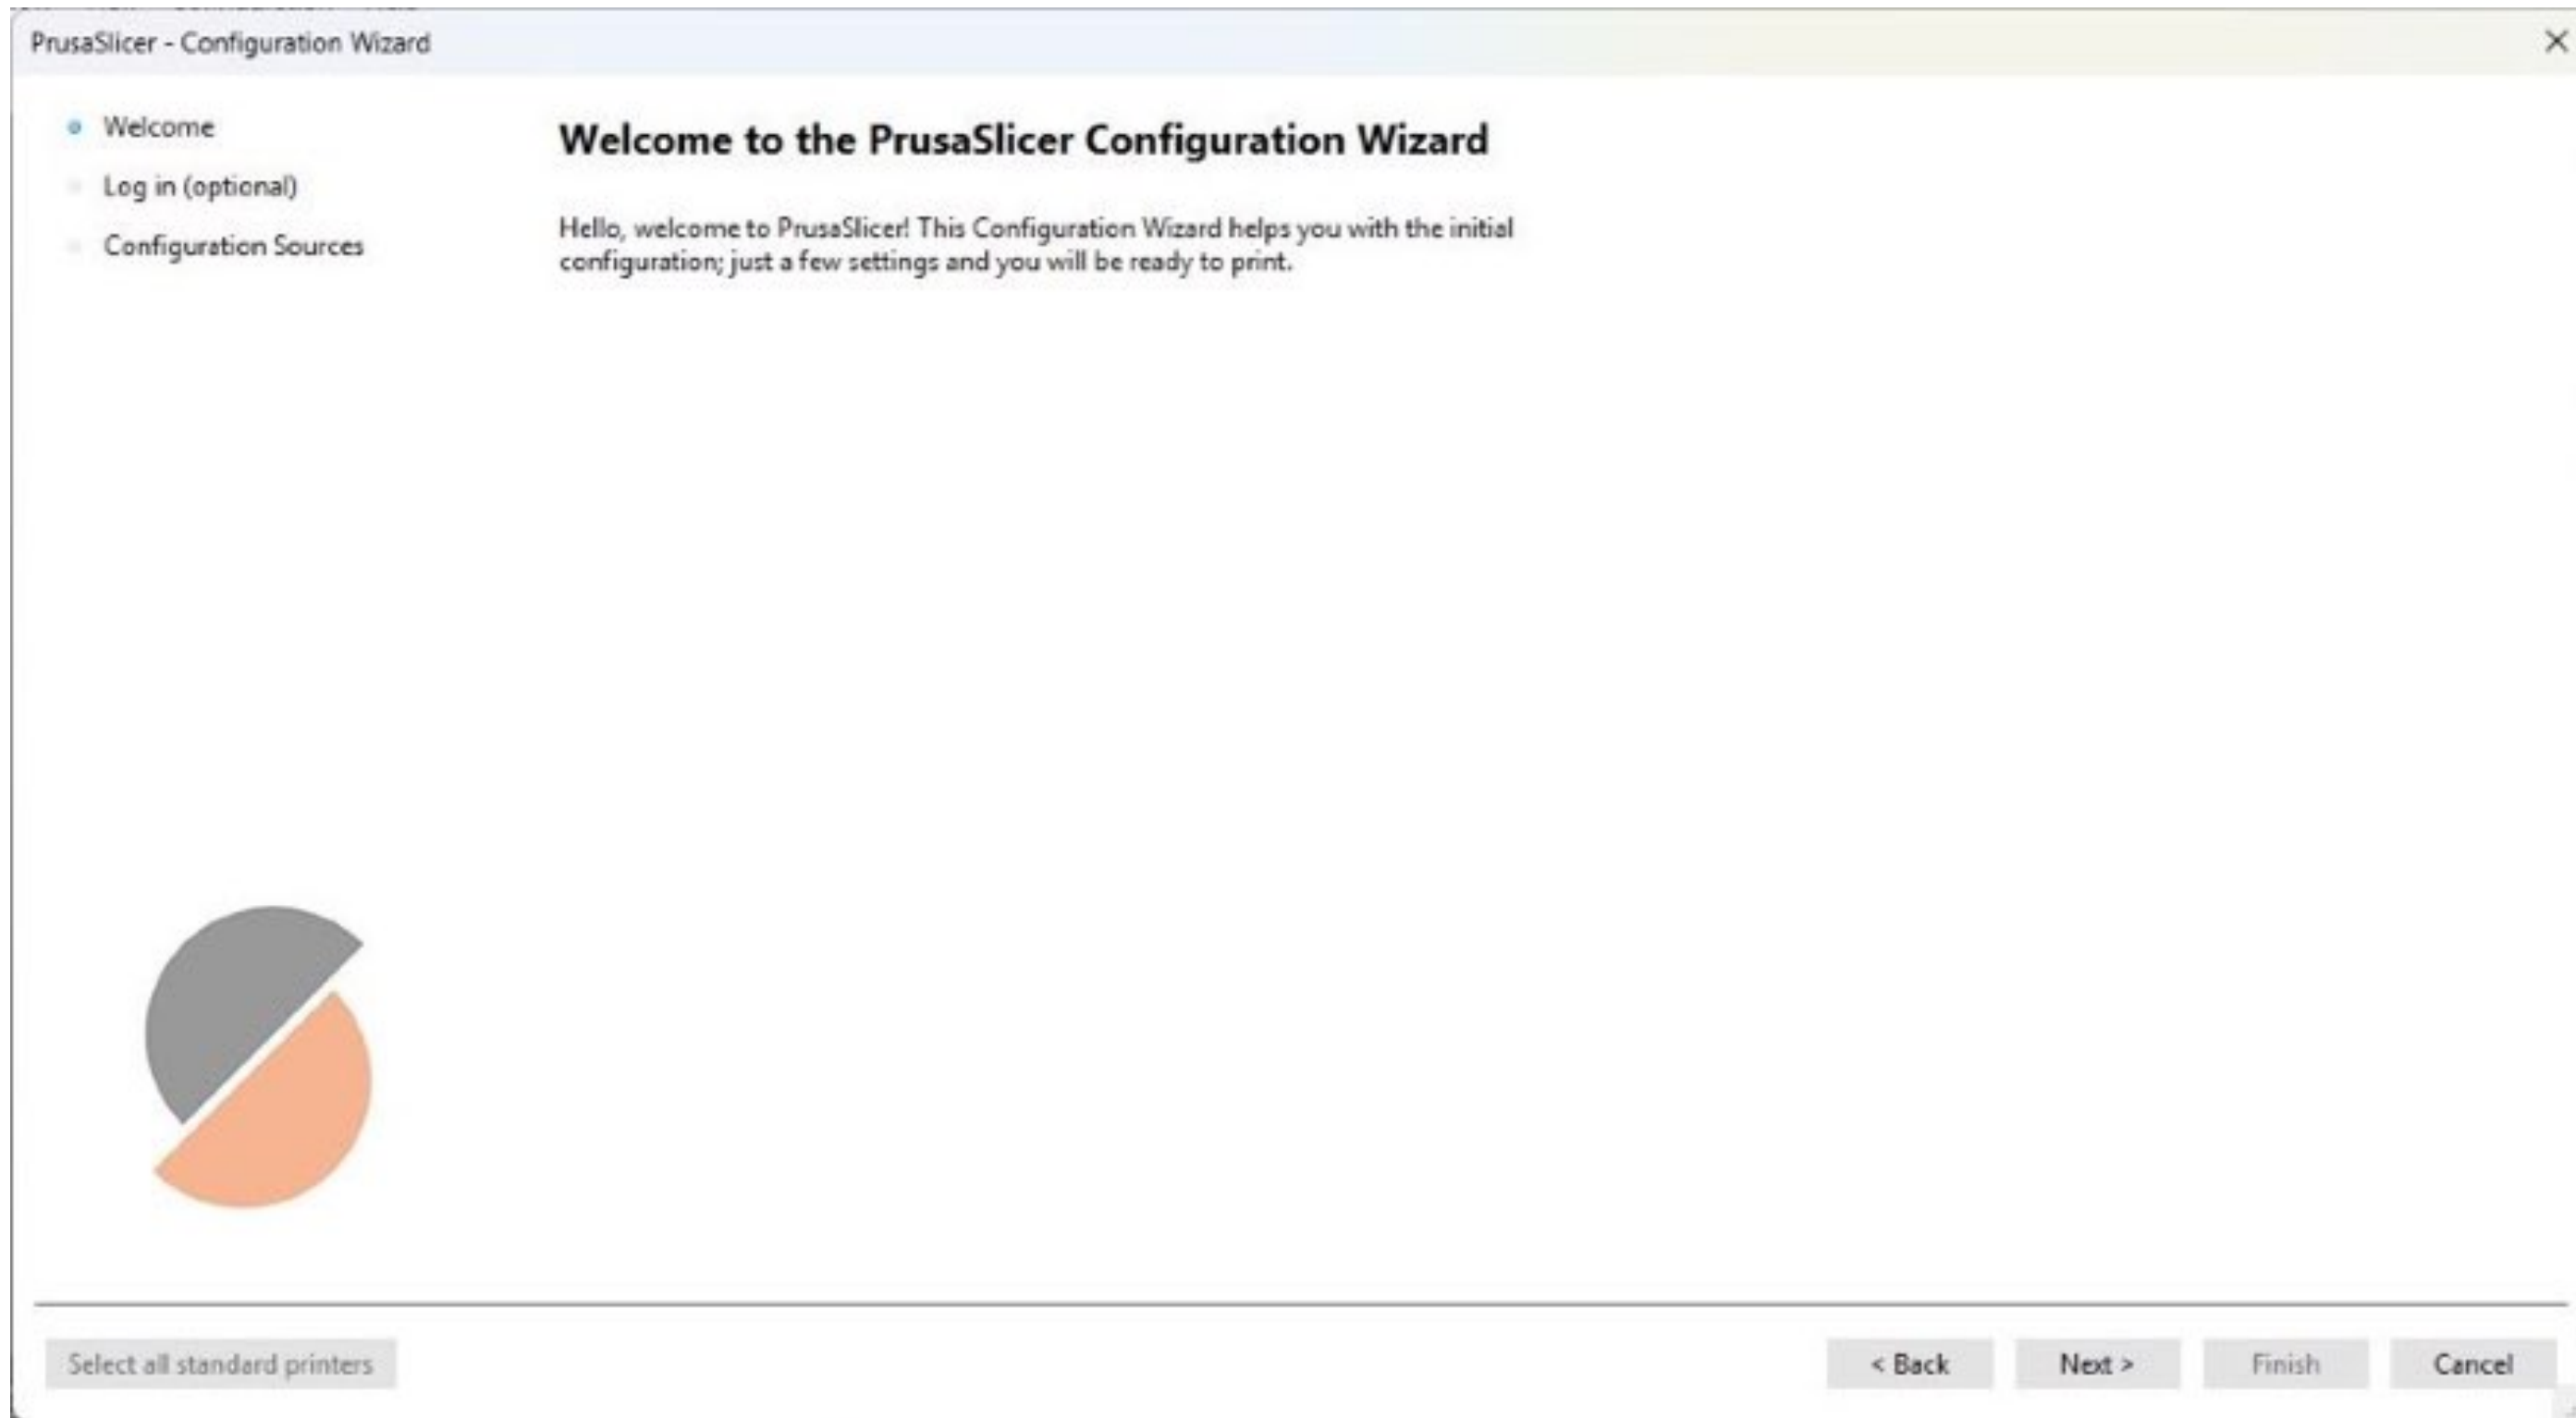 PrusaSlicer - Configuration Wizard
Welcome
Log in (optional)
Configuration Sources
Welcome to the PrusaSlicer Configuration Wizard
Hello, welcome to PrusaSlicer! This Configuration Wizard helps you with the initial
configuration; just a few settings and you will be ready to print.
Select all standard printers
< Back
Next >
Finish
Cancel